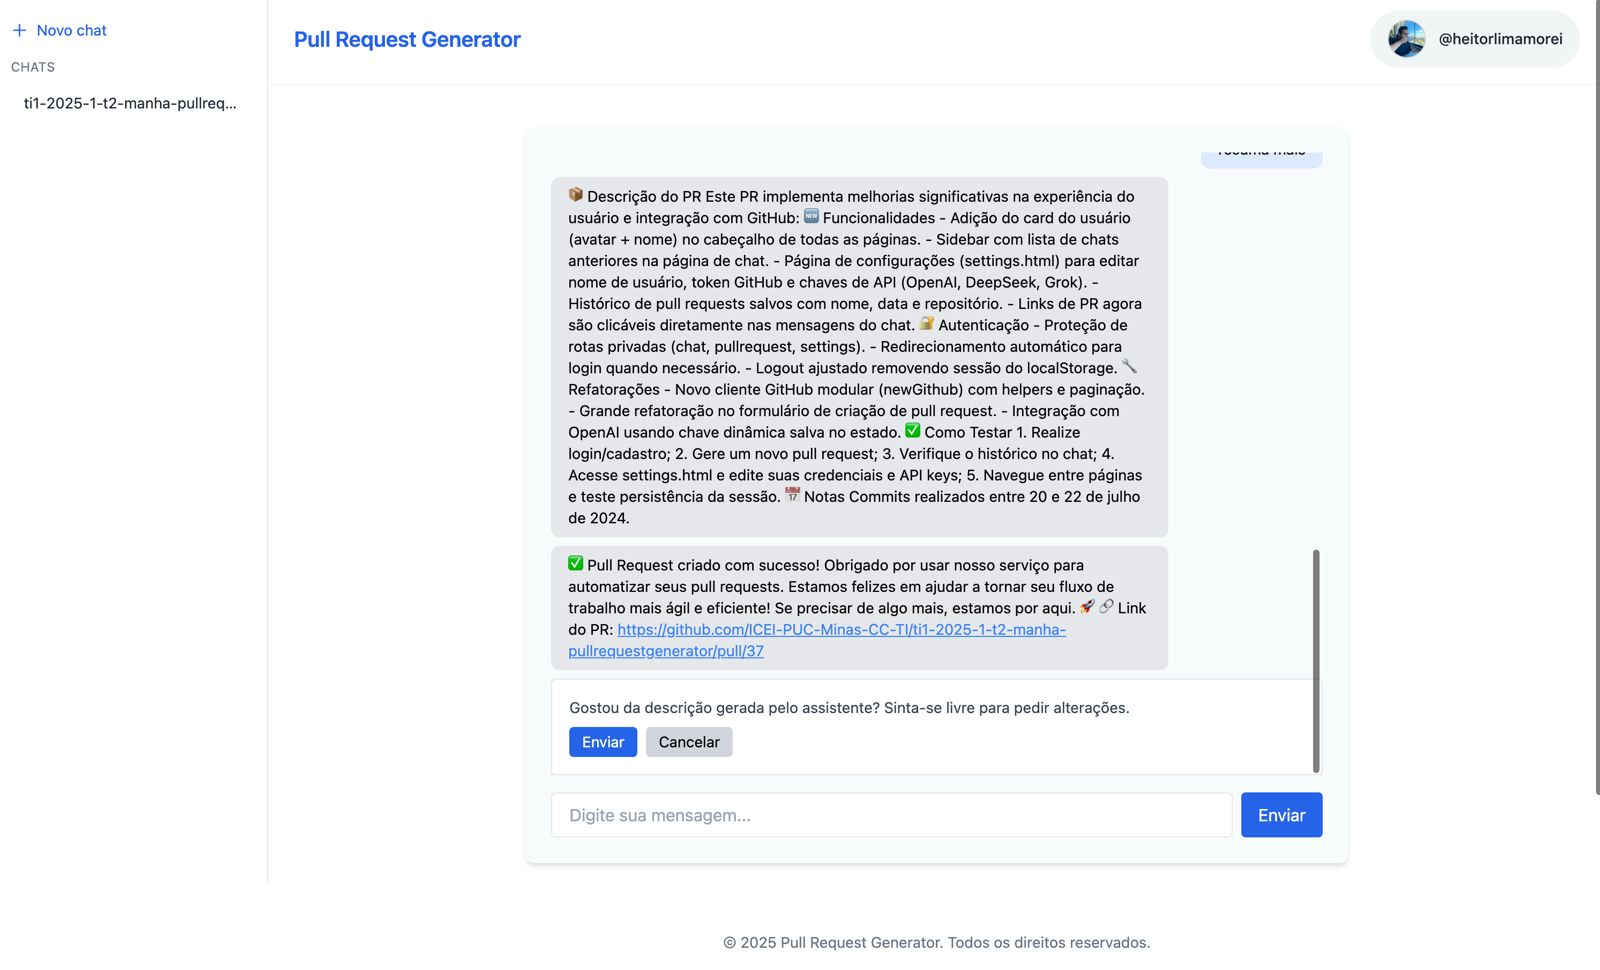 Novo chat
CHATS
ti1-2025-1-t2-manha-pullreq...
Pull Request Generator
@heitorlimamorei
resuma mais
📦 Descrição do PR Este PR implementa melhorias significativas na experiência do
usuário e integração com GitHub: 🆕 Funcionalidades - Adição do card do usuário
(avatar + nome) no cabeçalho de todas as páginas. - Sidebar com lista de chats
anteriores na página de chat. - Página de configurações (settings.html) para editar
nome de usuário, token GitHub e chaves de API (OpenAI, DeepSeek, Grok). -
Histórico de pull requests salvos com nome, data e repositório. - Links de PR agora
são clicáveis diretamente nas mensagens do chat. 🔐 Autenticação - Proteção de
rotas privadas (chat, pullrequest, settings). - Redirecionamento automático para
login quando necessário. - Logout ajustado removendo sessão do localStorage. 🔧
Refatorações - Novo cliente GitHub modular (newGithub) com helpers e paginação.
- Grande refatoração no formulário de criação de pull request. - Integração com
OpenAI usando chave dinâmica salva no estado. ✅ Como Testar 1. Realize
login/cadastro; 2. Gere um novo pull request; 3. Verifique o histórico no chat; 4.
Acesse settings.html e edite suas credenciais e API keys; 5. Navegue entre páginas
e teste persistência da sessão. 📅 Notas Commits realizados entre 20 e 22 de julho
de 2024.
✅ Pull Request criado com sucesso! Obrigado por usar nosso serviço para
automatizar seus pull requests. Estamos felizes em ajudar a tornar seu fluxo de
trabalho mais ágil e eficiente! Se precisar de algo mais, estamos por aqui. 🚀 🔗 Link
do PR: https://github.com/ICEI-PUC-Minas-CC-TI/ti1-2025-1-t2-manha-
pullrequestgenerator/pull/37
Gostou da descrição gerada pelo assistente? Sinta-se livre para pedir alterações.
Enviar Cancelar
Digite sua mensagem... Enviar
© 2025 Pull Request Generator. Todos os direitos reservados.